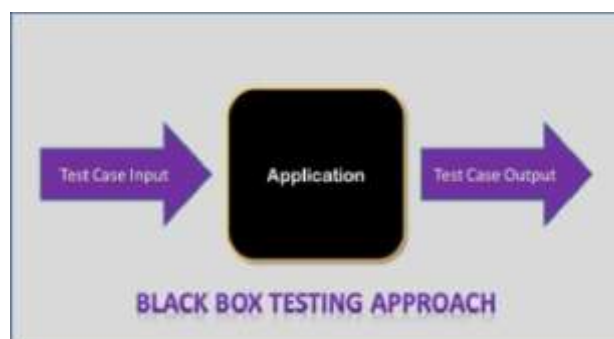 Test Case Input
Application
Test Case Output
BLACK BOX TESTING APPROACH